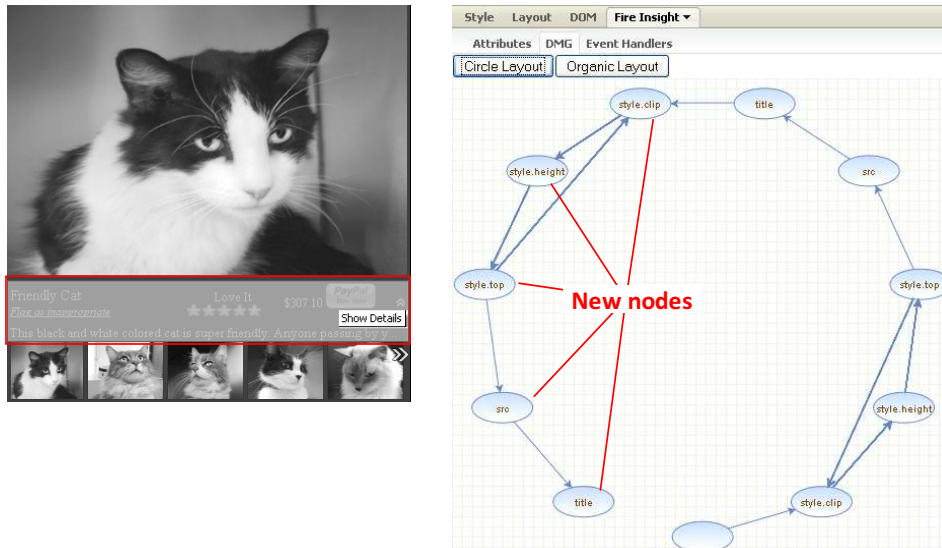 Friendly Cat
Flag as inappropriate
Love It
$307.10
PayPal
Buy Now
Show Details
This black and white colored cat is super friendly. Anyone passing by y
Style Layout DOM Fire Insight
Attributes DMG Event Handlers
Circle Layout Organic Layout
style.clip
title
style.height
src
style.top
style.top
New nodes
src
style.height
title
style.clip